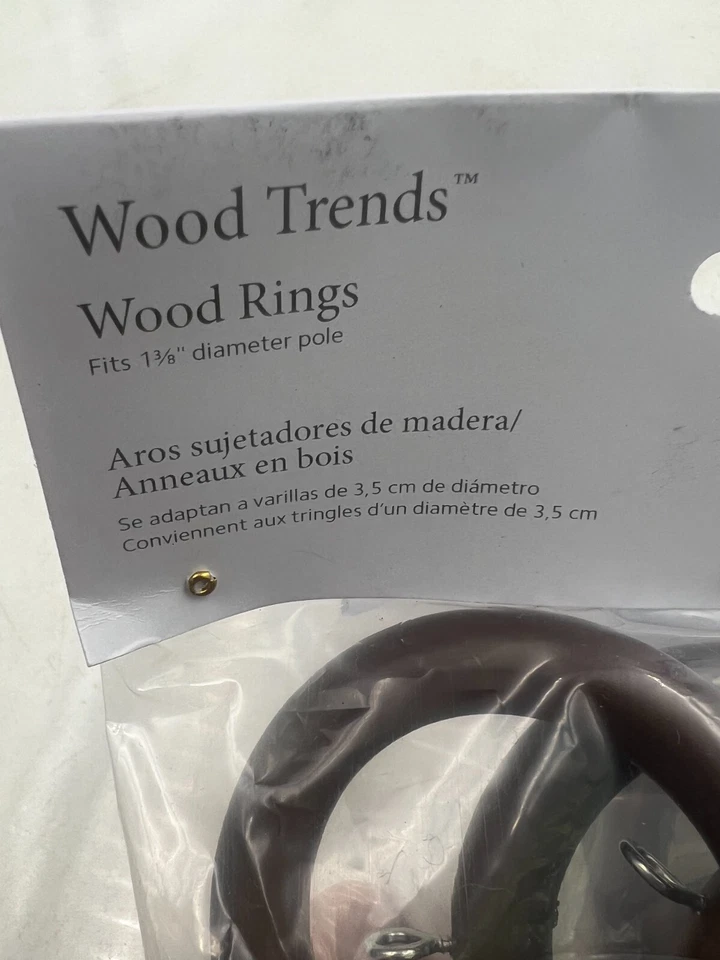 Wood Trends™
Wood Rings
Fits 1⅜" diameter pole
Aros sujetadores de madera/
Anneaux en bois
Se adaptan a varillas de 3,5 cm de diámetro
Conviennent aux tringles d'un diamètre de 3,5 cm